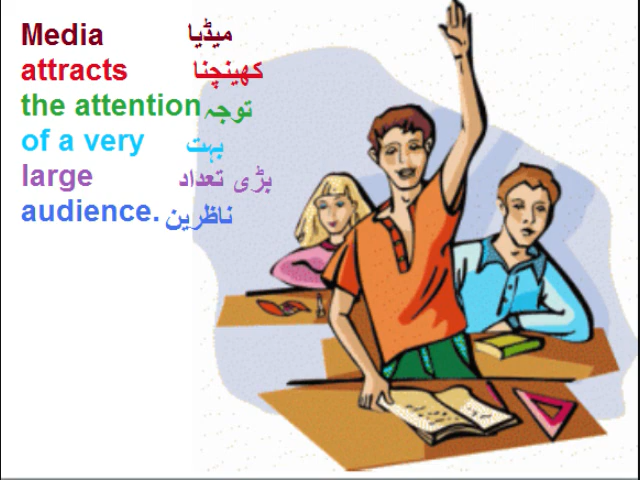 Media میڈیا
attracts کھینچنا
the attention توجہ
of a very بہت
large بڑی تعداد
audience. ناظرین